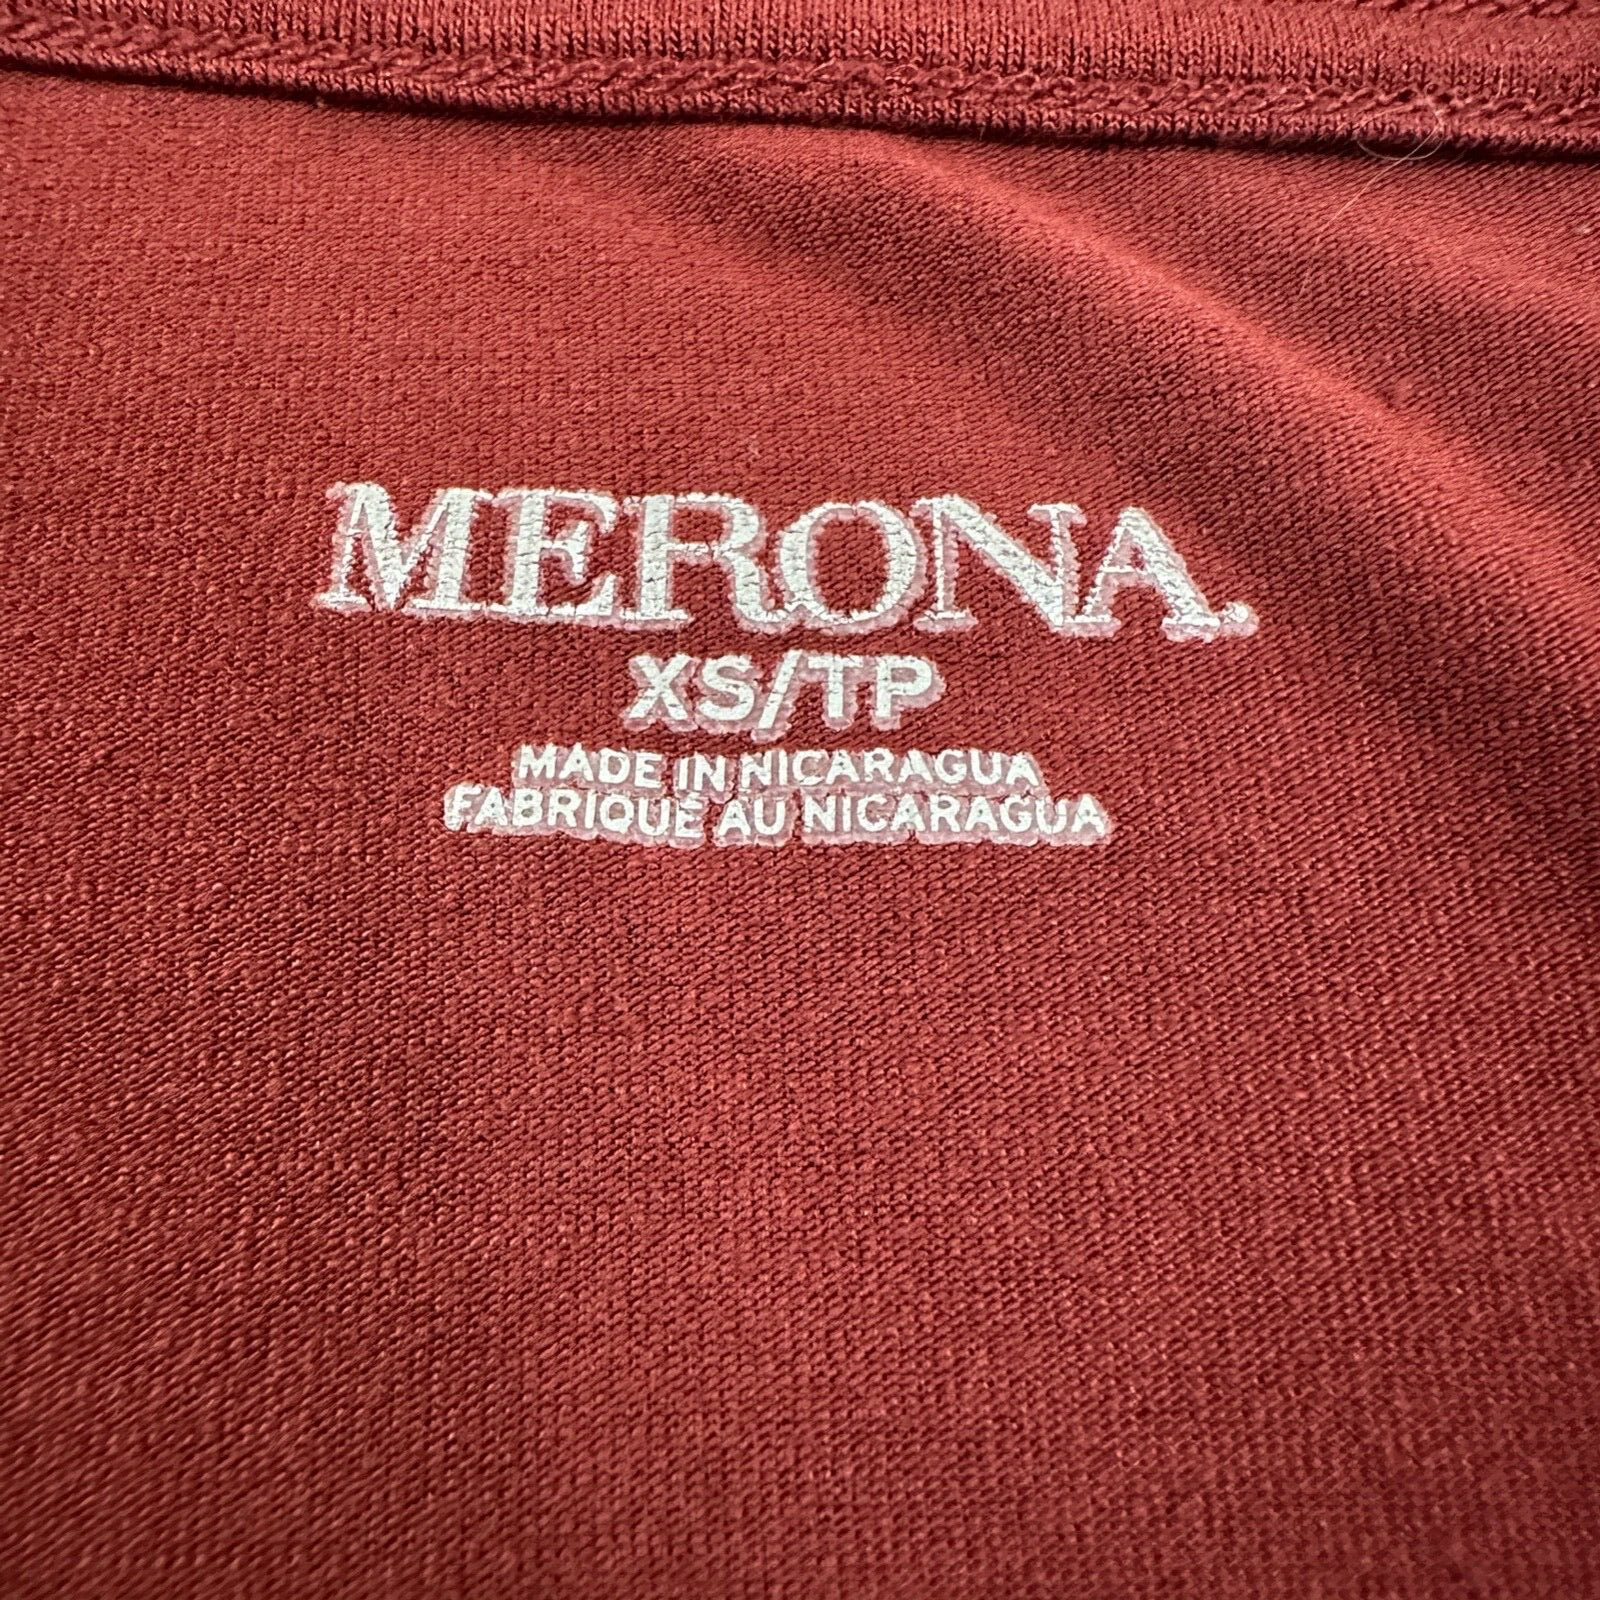 MERONA.
XS/TP
MADE IN NICARAGUA
FABRIQUÉ AU NICARAGUA